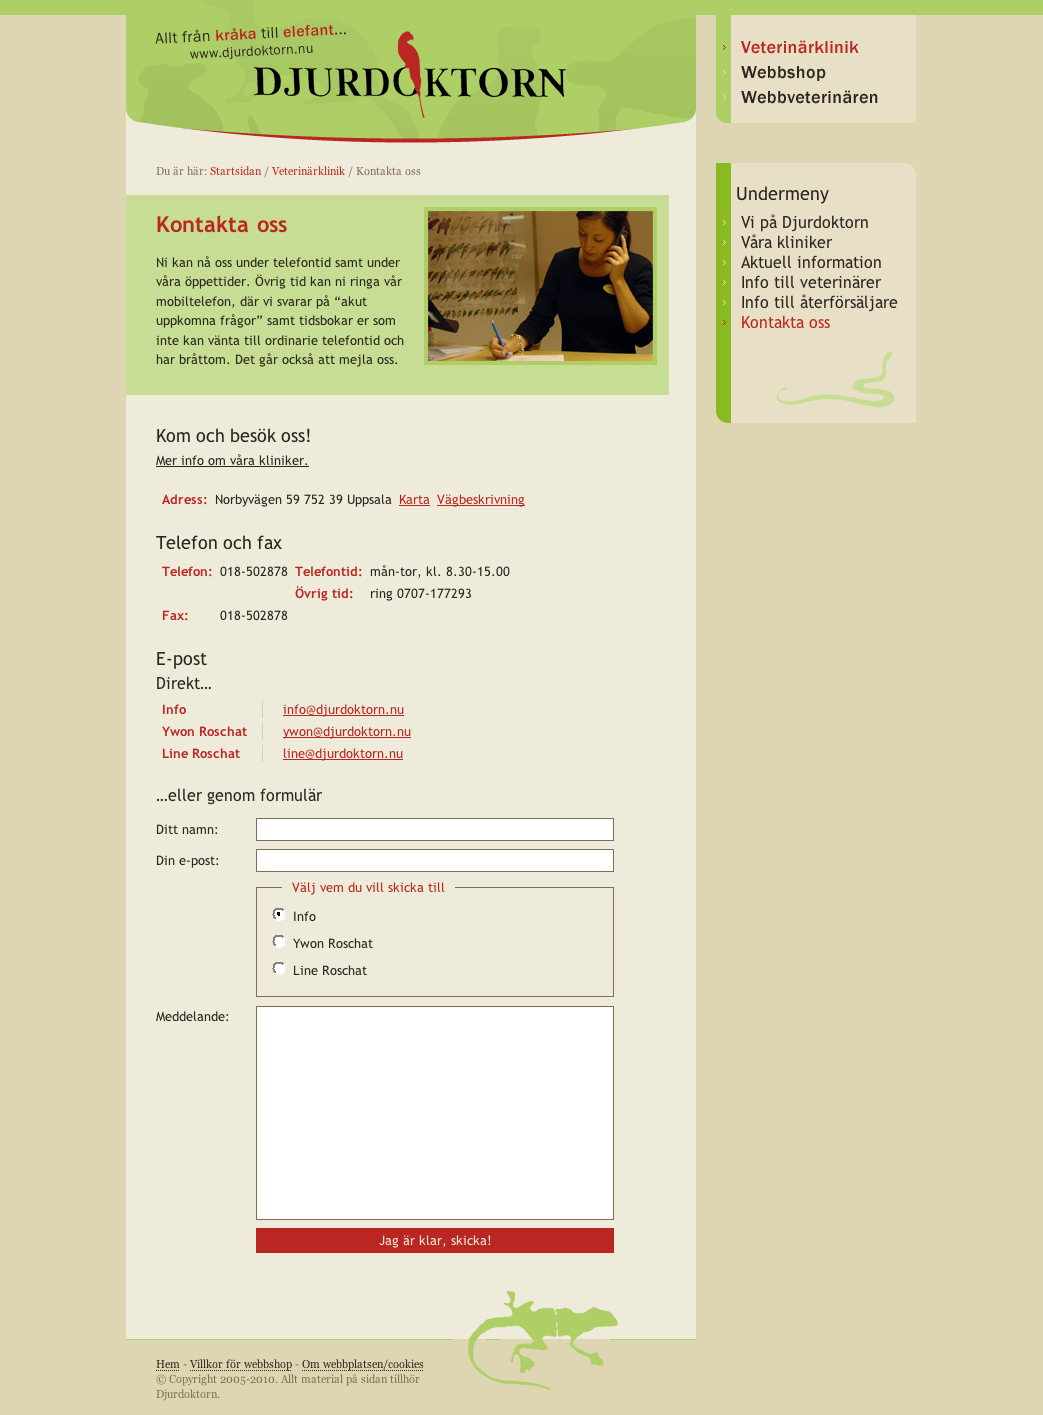 Allt från kråka till elefant...
www.djurdoktorn.nu
DJURDOKTORN
Veterinärklinik
Webbshop
Webbveterinären
Du är här: Startsidan / Veterinärklinik / Kontakta oss
Kontakta oss
Ni kan nå oss under telefontid samt under
våra öppettider. Övrig tid kan ni ringa vår
mobiltelefon, där vi svarar på “akut
uppkomna frågor” samt tidsbokar er som
inte kan vänta till ordinarie telefontid och
har bråttom. Det går också att mejla oss.
Undermeny
Vi på Djurdoktorn
Våra kliniker
Aktuell information
Info till veterinärer
Info till återförsäljare
Kontakta oss
Kom och besök oss!
Mer info om våra kliniker.
Adress: Norbyvägen 59 752 39 Uppsala Karta Vägbeskrivning
Telefon och fax
Telefon: 018-502878 Telefontid: mån-tor, kl. 8.30-15.00
Övrig tid: ring 0707-177293
Fax: 018-502878
E-post
Direkt...
Info info@djurdoktorn.nu
Ywon Roschat ywon@djurdoktorn.nu
Line Roschat line@djurdoktorn.nu
...eller genom formulär
Ditt namn:
Din e-post:
Välj vem du vill skicka till
Info
Ywon Roschat
Line Roschat
Meddelande:
Jag är klar, skicka!
Hem - Villkor för webbshop - Om webbplatsen/cookies
© Copyright 2005-2010. Allt material på sidan tillhör
Djurdoktorn.